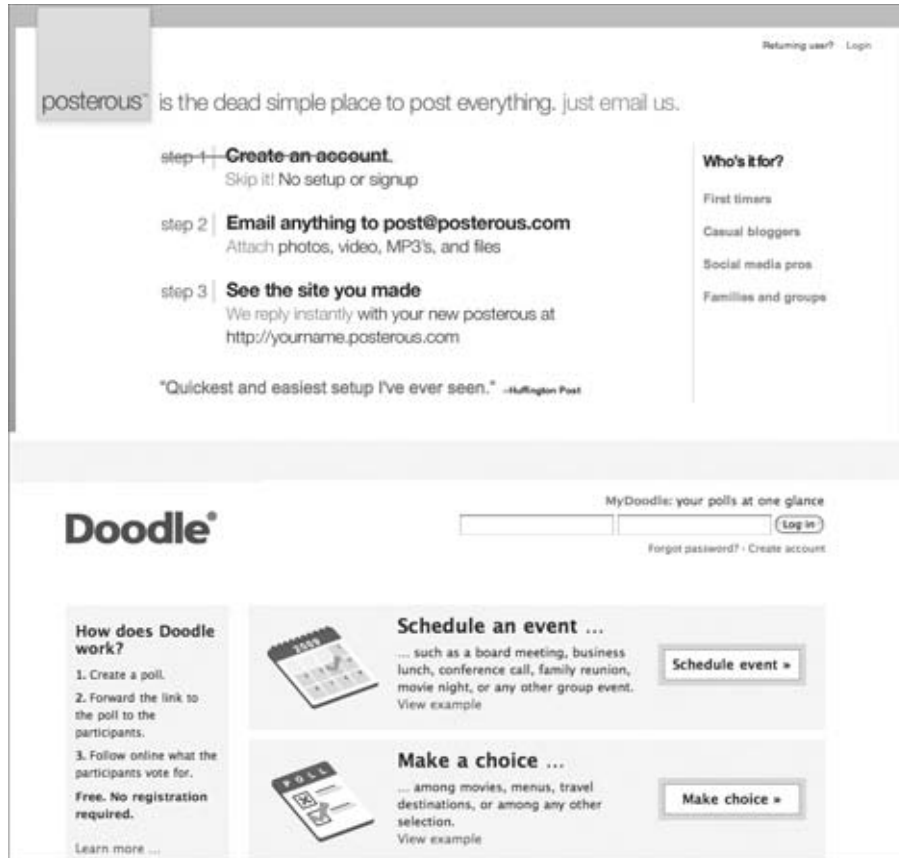 Returning user? Login
posterous™ is the dead simple place to post everything. just email us.
step 1 Create an account.
Skip it! No setup or signup
step 2 Email anything to post@posterous.com
Attach photos, video, MP3's, and files
step 3 See the site you made
We reply instantly with your new posterous at
http://yourname.posterous.com
"Quickest and easiest setup I've ever seen." –Huffington Post
Who's it for?
First timers
Casual bloggers
Social media pros
Families and groups
Doodle®
MyDoodle: your polls at one glance
Log in
Forgot password? · Create account
How does Doodle
work?
1. Create a poll.
2. Forward the link to
the poll to the
participants.
3. Follow online what the
participants vote for.
Free. No registration
required.
Learn more ...
2009
Schedule an event ...
... such as a board meeting, business
lunch, conference call, family reunion,
movie night, or any other group event.
View example
Schedule event »
POLL
Make a choice ...
... among movies, menus, travel
destinations, or among any other
selection.
View example
Make choice »